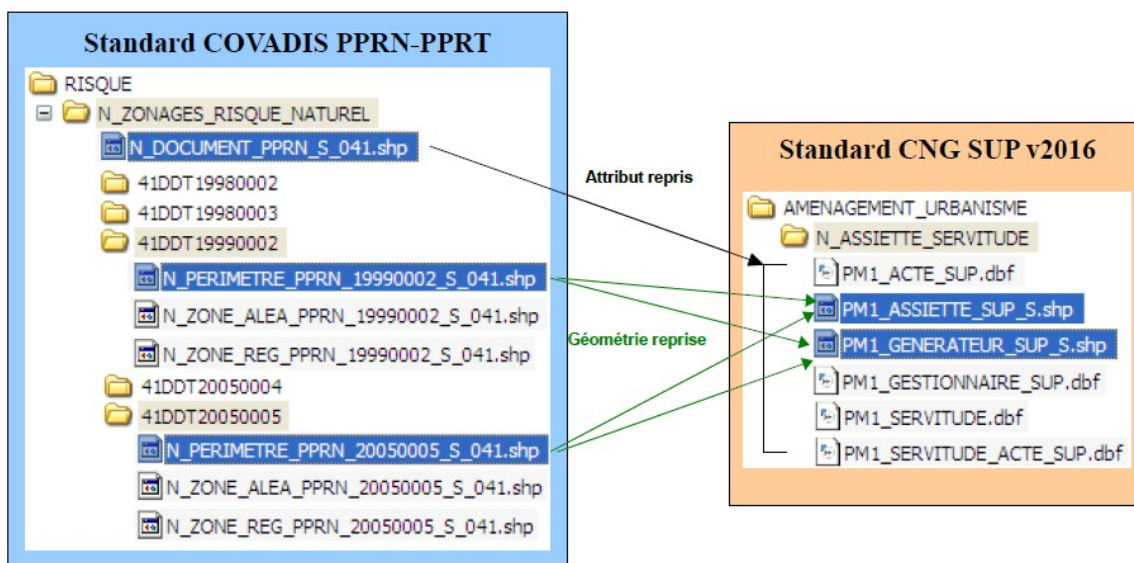 Standard COVADIS PPRN-PPRT
RISQUE
N_ZONAGES_RISQUE_NATUREL
N_DOCUMENT_PPRN_S_041.shp
41DDT19980002
41DDT19980003
41DDT19990002
N_PERIMETRE_PPRN_19990002_S_041.shp
N_ZONE_ALEA_PPRN_19990002_S_041.shp
N_ZONE_REG_PPRN_19990002_S_041.shp
41DDT20050004
41DDT20050005
N_PERIMETRE_PPRN_20050005_S_041.shp
N_ZONE_ALEA_PPRN_20050005_S_041.shp
N_ZONE_REG_PPRN_20050005_S_041.shp
Attribut repris
Géométrie reprise
Standard CNG SUP v2016
AMENAGEMENT_URBANISME
N_ASSIETTE_SERVITUDE
PM1_ACTE_SUP.dbf
PM1_ASSIETTE_SUP_S.shp
PM1_GENERATEUR_SUP_S.shp
PM1_GESTIONNAIRE_SUP.dbf
PM1_SERVITUDE.dbf
PM1_SERVITUDE_ACTE_SUP.dbf